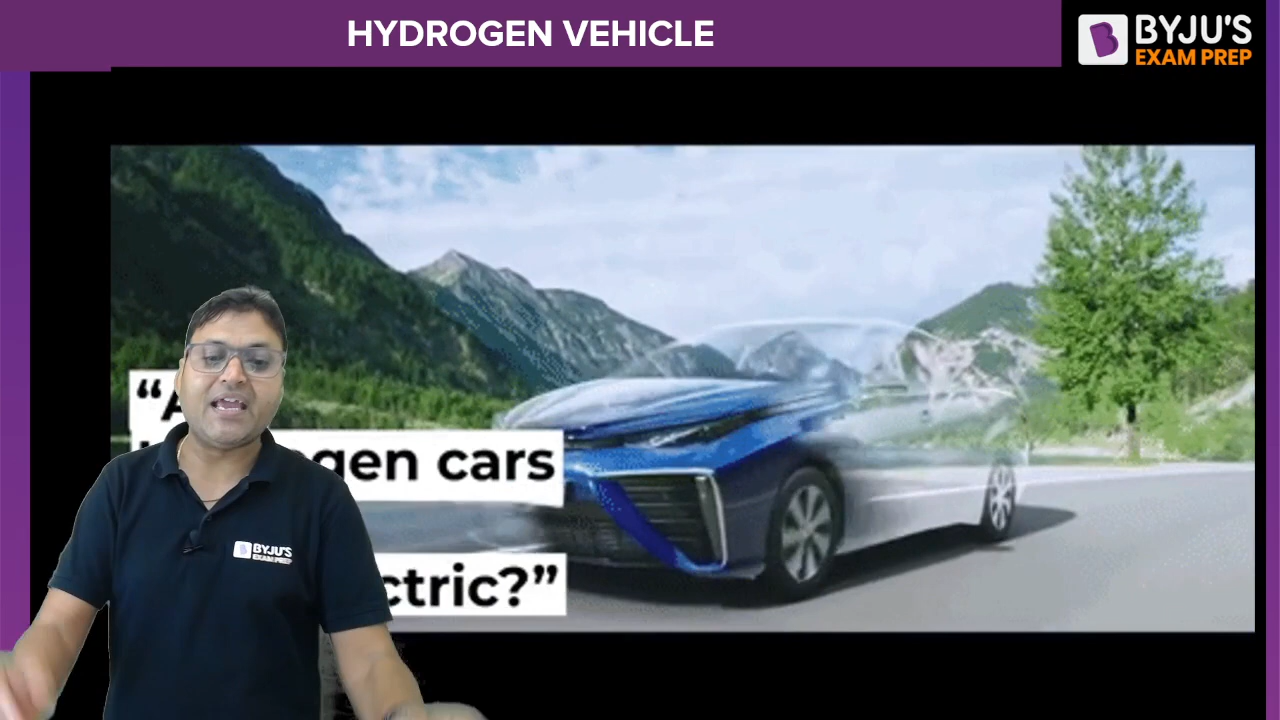 HYDROGEN VEHICLE
BYJU'S
EXAM PREP
“A
gen cars
ctric?”
BYJU'S
EXAM PREP